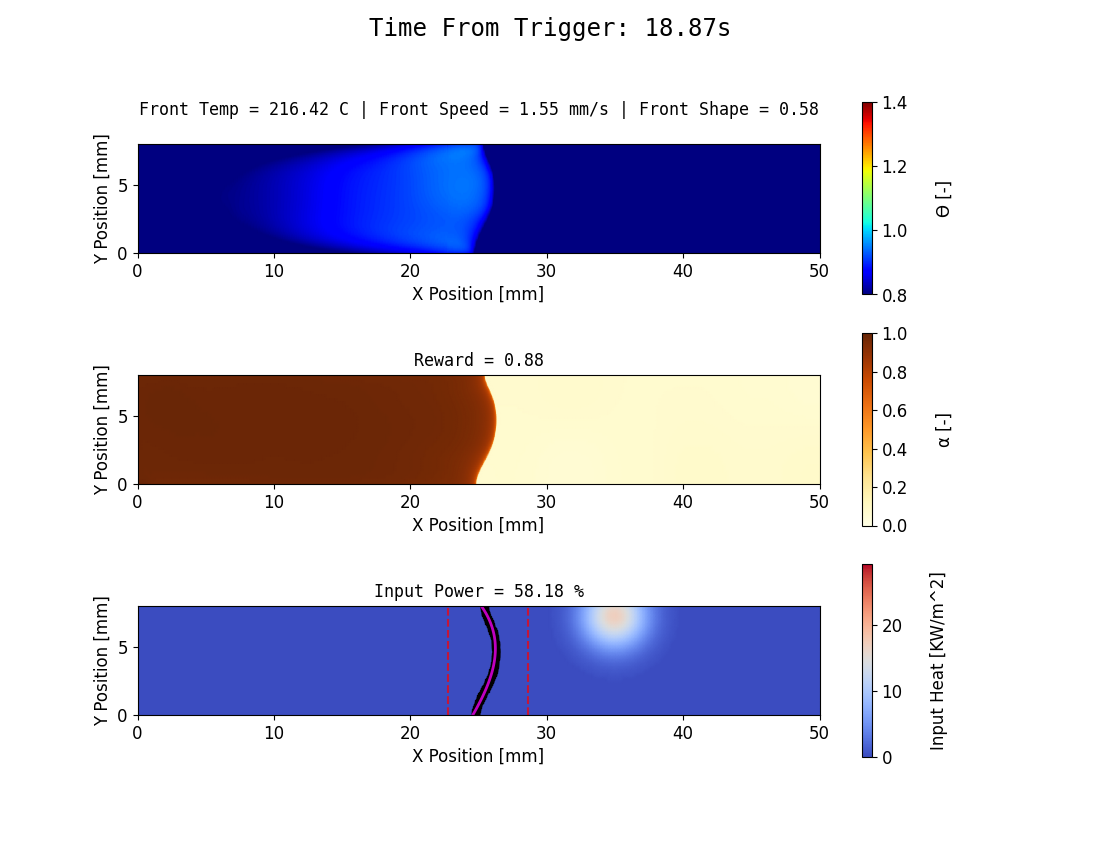 Time From Trigger: 18.87s
Front Temp = 216.42 C | Front Speed = 1.55 mm/s | Front Shape = 0.58
Y Position [mm]
5
0
0 10 20 30 40 50
X Position [mm]
1.4
1.2
1.0
0.8
Θ [-]
Reward = 0.88
Y Position [mm]
5
0
0 10 20 30 40 50
X Position [mm]
1.0
0.8
0.6
0.4
0.2
0.0
α [-]
Input Power = 58.18 %
Y Position [mm]
5
0
0 10 20 30 40 50
X Position [mm]
20
10
0
Input Heat [KW/m^2]